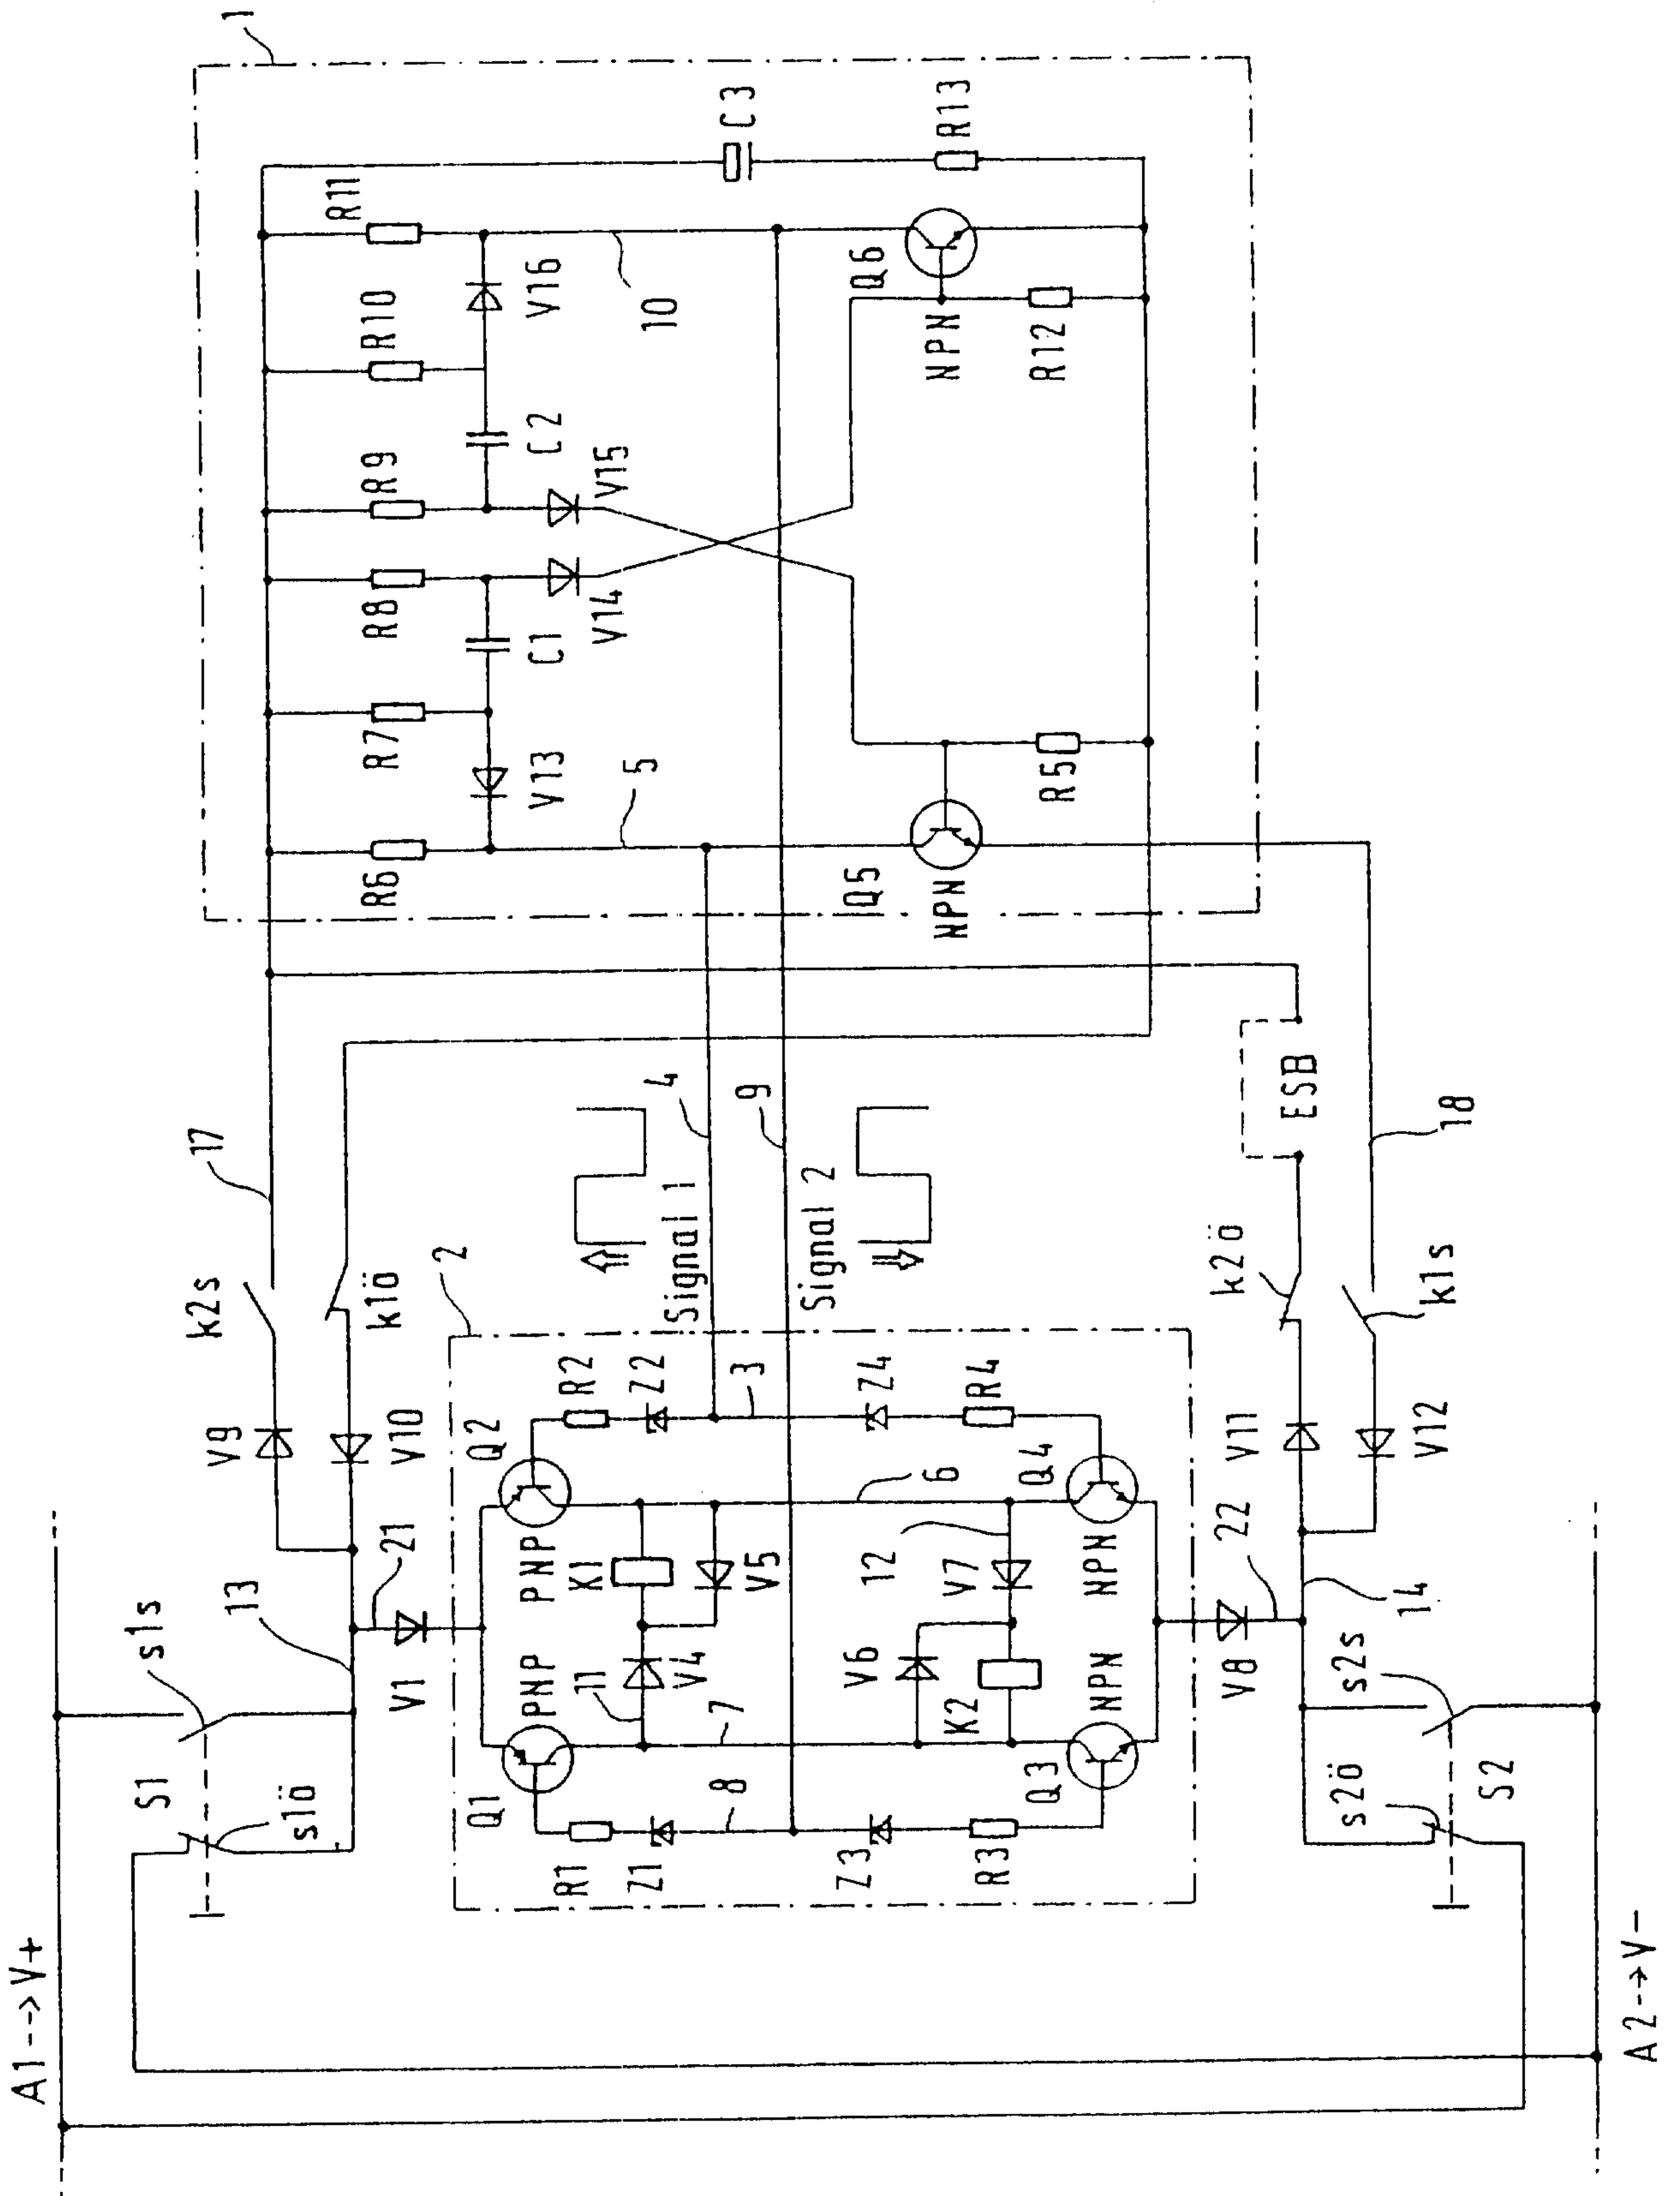 A1-->V+
A2-->V-
S1
s1s
s1ö
13
21
V1
V9
V10
k2s
k1ö
17
2
1
Q1
PNP
Q2
PNP
R1
Z1
8
R2
Z2
3
K1
V4
11
V5
7
6
12
V6
V7
K2
Z3
R3
Q3
NPN
Z4
R4
Q4
NPN
V8
22
14
s2s
s2ö
S2
V11
V12
k2ö
k1s
ESB
18
Signal 1
4
9
Signal 2
R6
R7
R8
R9
R10
R11
V13
C1
V14
V15
C2
V16
5
10
C3
R13
Q5
NPN
R5
Q6
NPN
R12